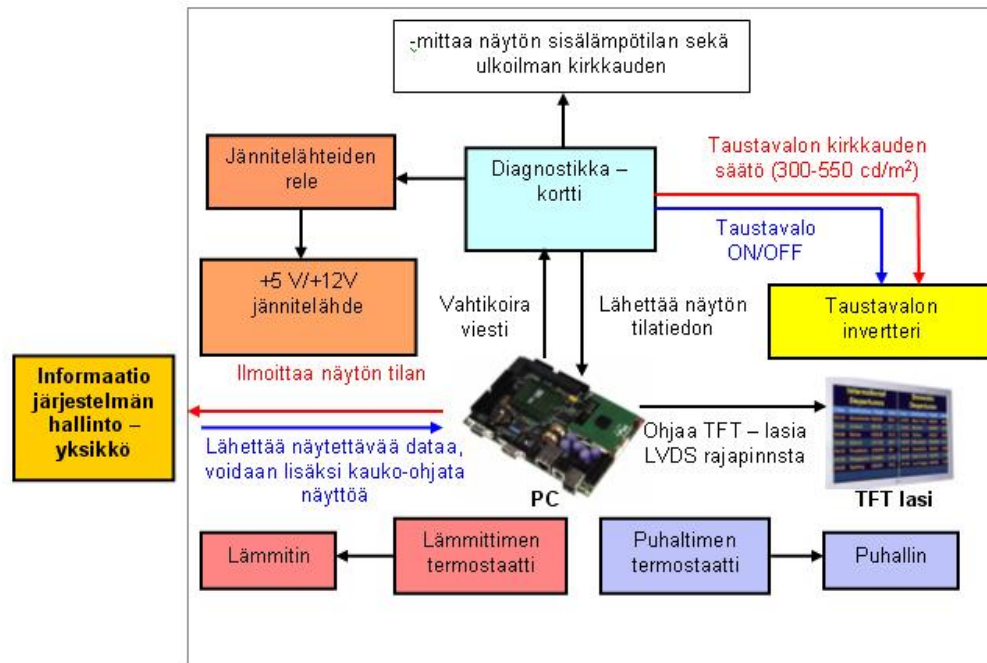 -mittaa näytön sisälämpötilan sekä
ulkoilman kirkkauden
Jännitelähteiden
rele
Diagnostikka –
kortti
Taustavalon kirkkauden
säätö (300-550 cd/m²)
Taustavalo
ON/OFF
+5 V/+12V
jännitelähde
Vahtikoira
viesti
Lähettää näytön
tilatiedon
Taustavalon
invertteri
Informaatio
järjestelmän
hallinto –
yksikkö
Ilmoittaa näytön tilan
Lähettää näytettävää dataa,
voidaan lisäksi kauko-ohjata
näyttöä
Ohjaa TFT – lasia
LVDS rajapinnsta
PC
International
Departures
Departures
TFT lasi
Lämmitin
Lämmittimen
termostaatti
Puhaltimen
termostaatti
Puhallin